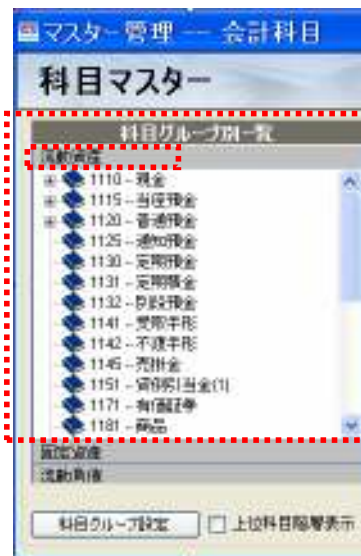 マスター管理 --- 会計科目
科目マスター
科目グループ別一覧
流動資産
1110 - 現金
1115 - 当座預金
1120 - 普通預金
1125 - 通知預金
1130 - 定期預金
1131 - 定期積金
1132 - 別段預金
1141 - 受取手形
1142 - 不渡手形
1145 - 売掛金
1151 - 貸倒引当金(1)
1171 - 有価証券
1181 - 商品
固定資産
流動負債
科目グループ設定
上位科目階層表示